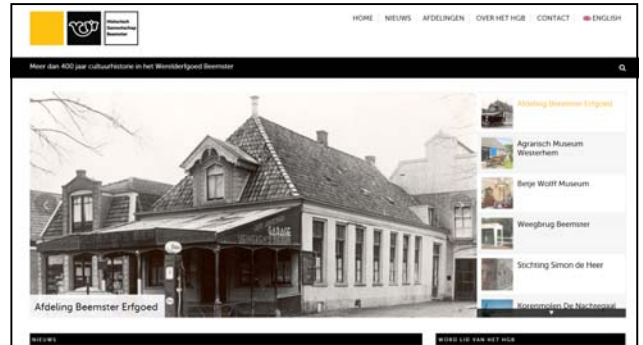 Historisch
Genootschap
Beemster
HOME NIEUWS AFDELINGEN OVER HET HGB CONTACT ENGLISH
Meer dan 400 jaar cultuurhistorie in het Werelderfgoed Beemster
Afdeling Beemster Erfgoed
Agrarisch Museum
Westerhem
Betje Wolff Museum
Weegbrug Beemster
Stichting Simon de Heer
Korenmolen De Nachtegaal
GARAGE
Afdeling Beemster Erfgoed
NIEUWS
WORD LID VAN HET HGB